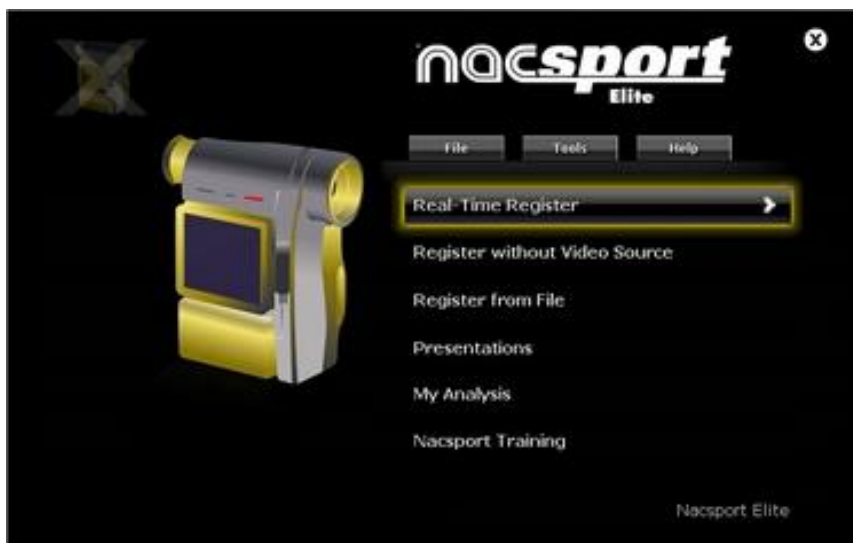 nacsport
Elite
File Tools Help
Real-Time Register
Register without Video Source
Register from File
Presentations
My Analysis
Nacsport Training
Nacsport Elite